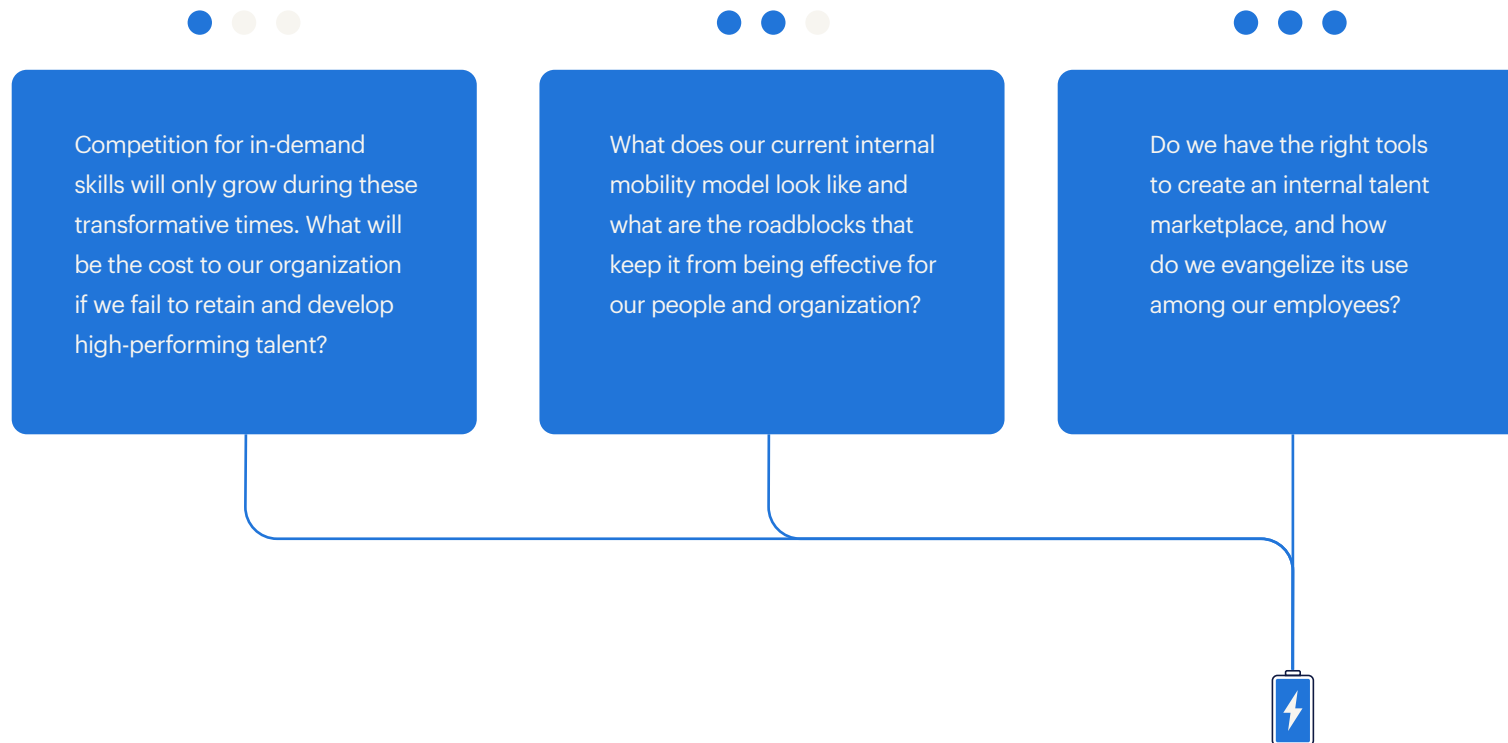 Competition for in-demand
skills will only grow during these
transformative times. What will
be the cost to our organization
if we fail to retain and develop
high-performing talent?
What does our current internal
mobility model look like and
what are the roadblocks that
keep it from being effective for
our people and organization?
Do we have the right tools
to create an internal talent
marketplace, and how
do we evangelize its use
among our employees?